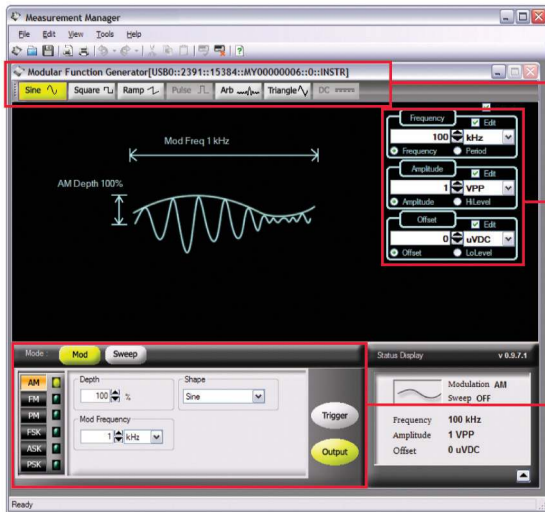 Measurement Manager
File Edit View Tools Help
Modular Function Generator[USB0::2391::15384::MY00000006::0::INSTR]
Sine Square Ramp Pulse Arb Triangle DC
Frequency
Edit
100 kHz
Frequency Period
Amplitude
Edit
1 VPP
Amplitude HiLevel
Offset
Edit
0 uVDC
Offset LoLevel
Mod Freq 1 kHz
AM Depth 100%
Mode : Mod Sweep
AM
FM
PM
FSK
ASK
PSK
Depth
100 %
Shape
Sine
Mod Frequency
1 kHz
Trigger
Output
Status Display v 0.9.7.1
Modulation AM
Sweep OFF
Frequency 100 kHz
Amplitude 1 VPP
Offset 0 uVDC
Ready